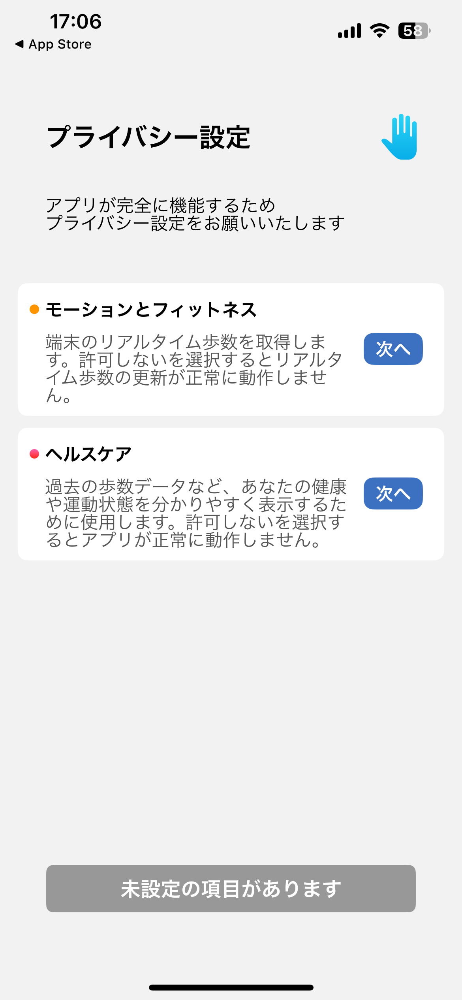 17:06
58
◀ App Store
プライバシー設定
アプリが完全に機能するため
プライバシー設定をお願いいたします
モーションとフィットネス
端末のリアルタイム歩数を取得しま
す。許可しないを選択するとリアルタ
イム歩数の更新が正常に動作しませ
ん。
次へ
ヘルスケア
過去の歩数データなど、あなたの健康
や運動状態を分かりやすく表示するた
めに使用します。許可しないを選択す
るとアプリが正常に動作しません。
次へ
未設定の項目があります